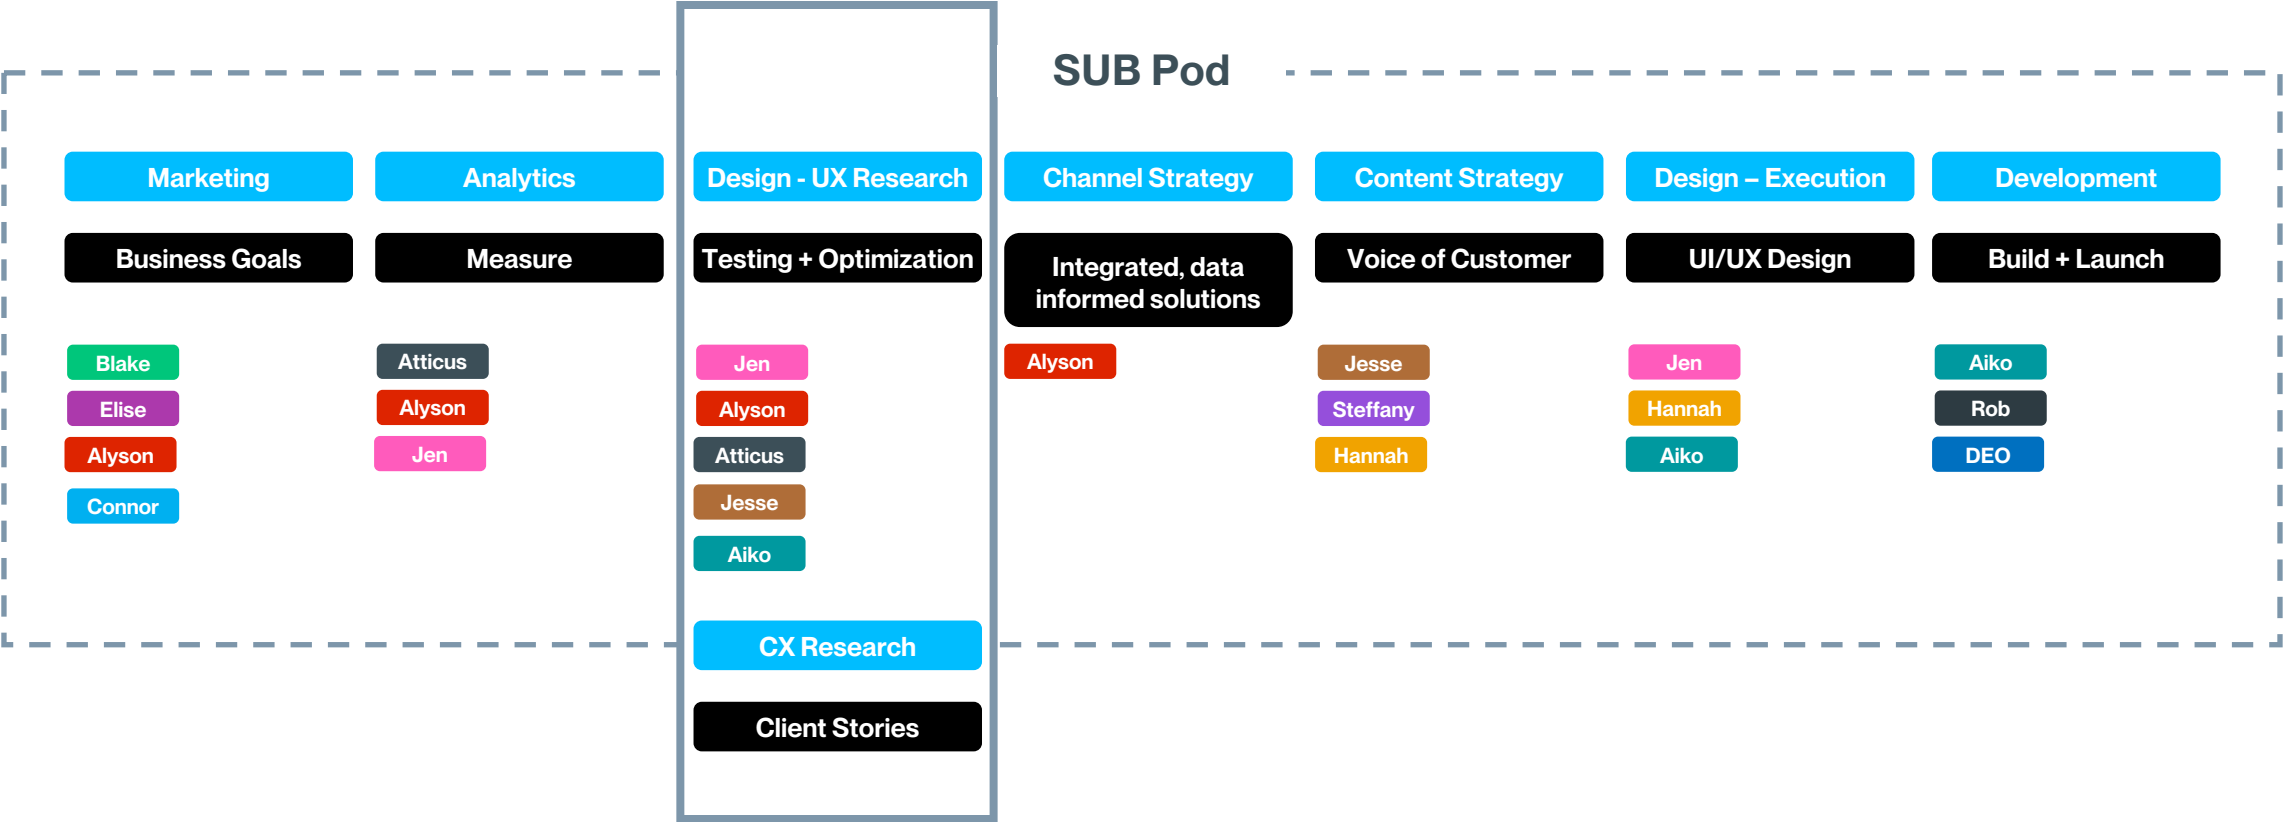 SUB Pod
Marketing
Analytics
Design - UX Research
Channel Strategy
Content Strategy
Design – Execution
Development
Business Goals
Measure
Testing + Optimization
Integrated, data
informed solutions
Voice of Customer
UI/UX Design
Build + Launch
Blake
Elise
Alyson
Connor
Atticus
Alyson
Jen
Jen
Alyson
Atticus
Jesse
Aiko
Alyson
Jesse
Steffany
Hannah
Jen
Hannah
Aiko
Aiko
Rob
DEO
CX Research
Client Stories